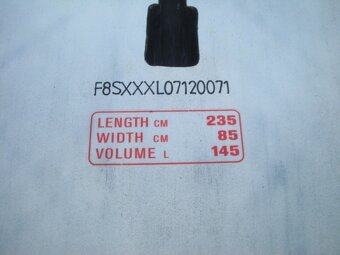 F8SXXXL07120071
LENGTH CM 235
WIDTH CM 85
VOLUME L 145